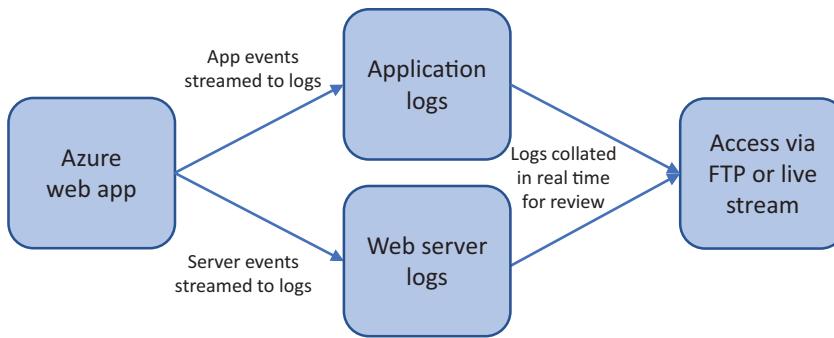 Azure
web app
App events
streamed to logs
Server events
streamed to logs
Application
logs
Web server
logs
Logs collated
in real time
for review
Access via
FTP or live
stream